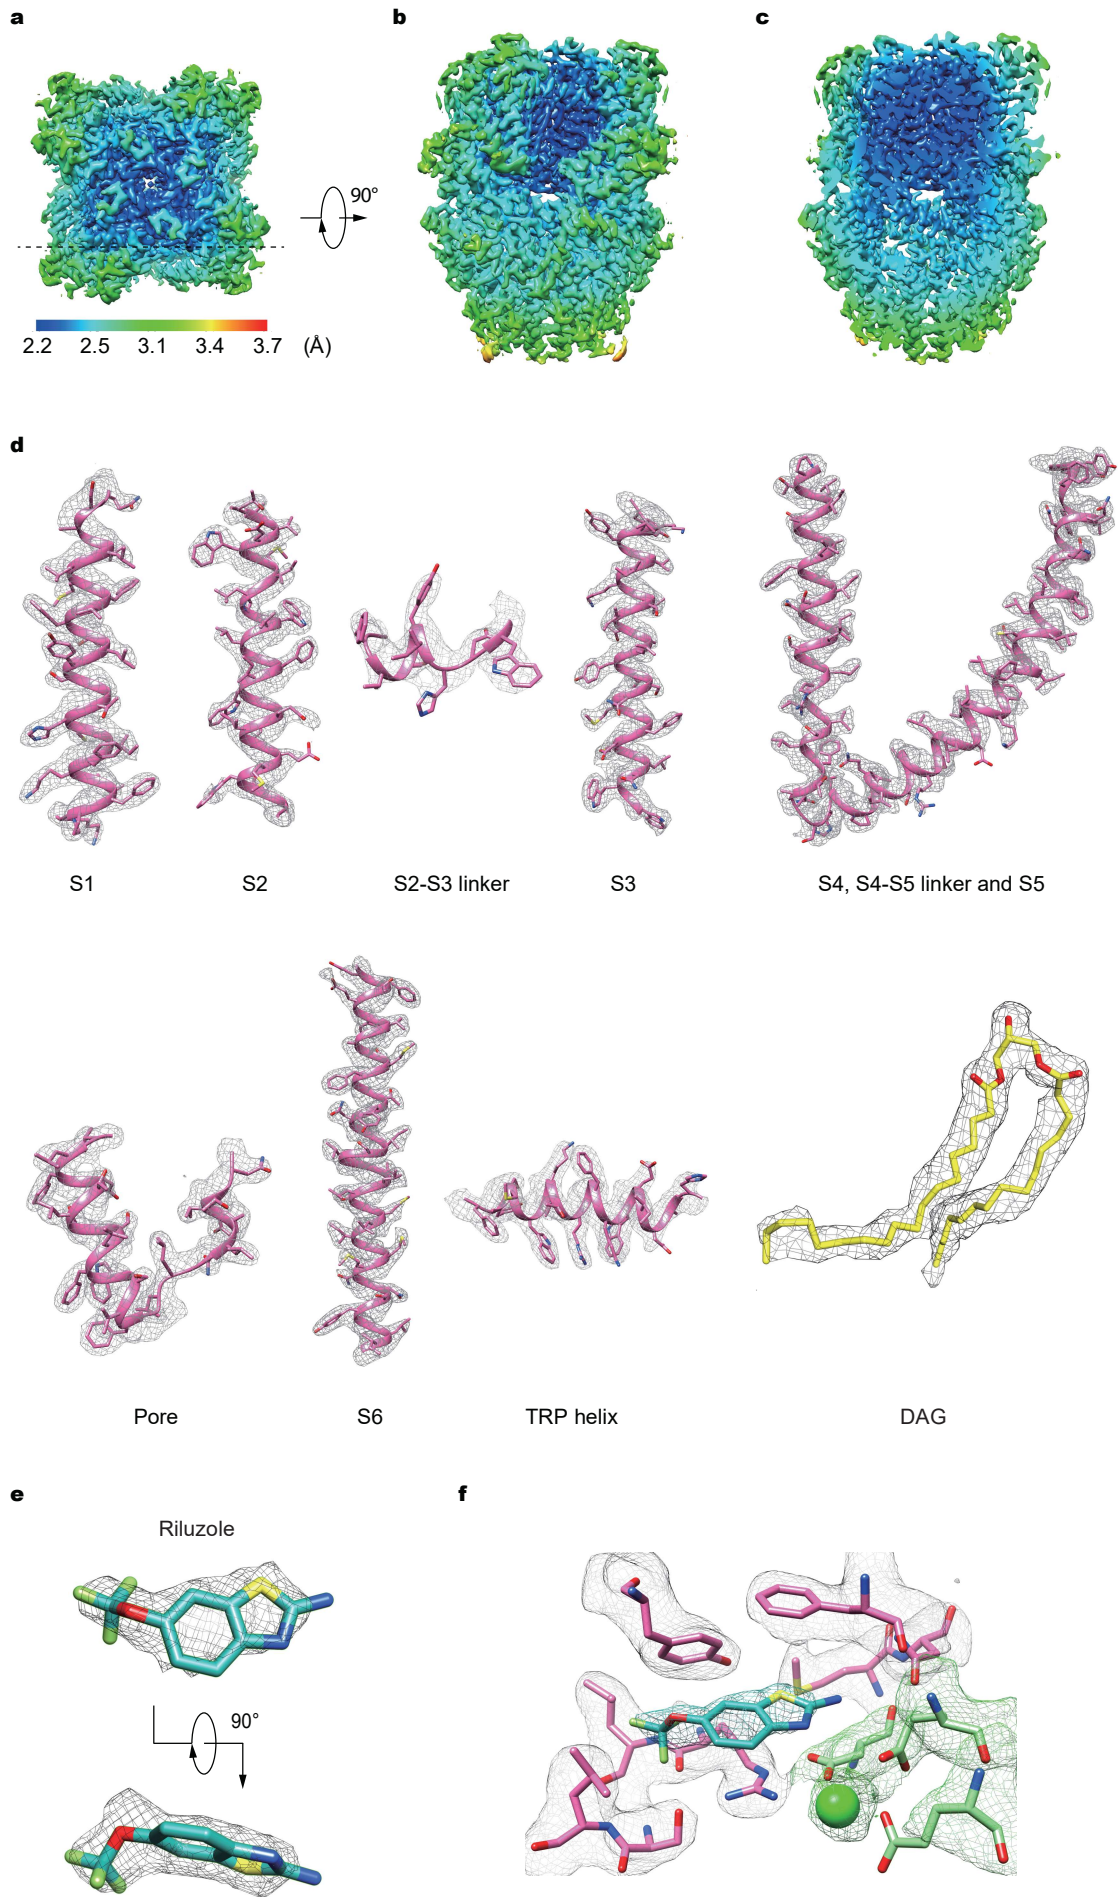 a
b
c
90°
2.2 2.5 3.1 3.4 3.7 (Å)
d
S1
S2
S2-S3 linker
S3
S4, S4-S5 linker and S5
Pore
S6
TRP helix
DAG
e
f
Riluzole
90°